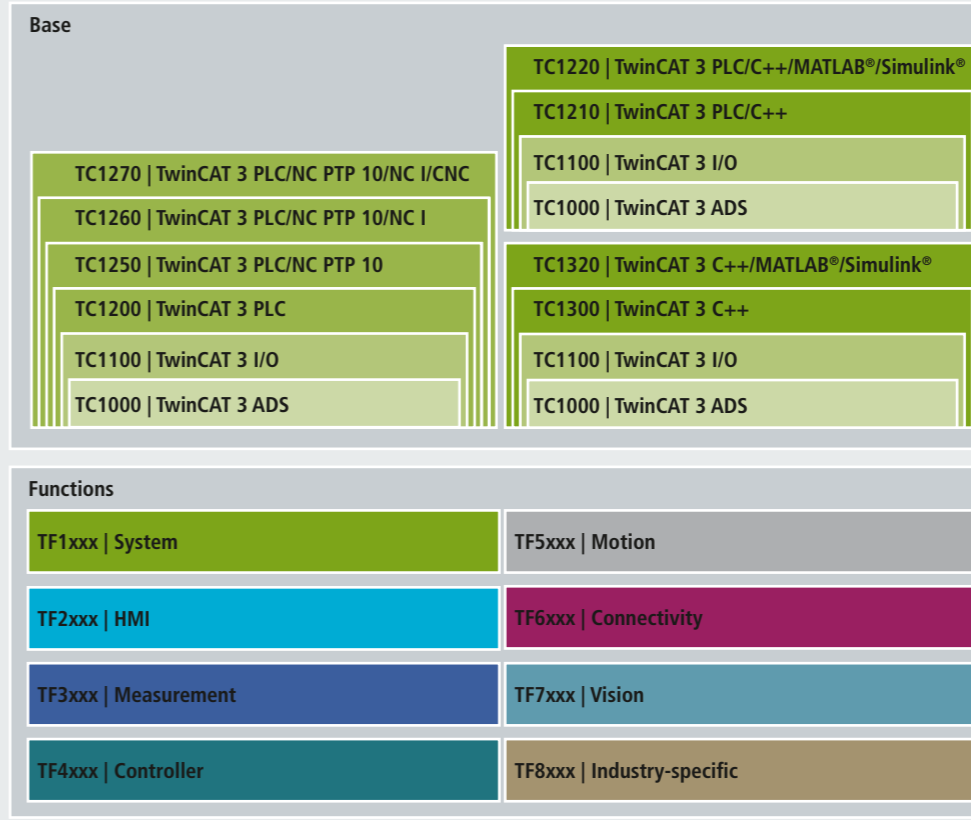 Base
TC1270 | TwinCAT 3 PLC/NC PTP 10/NC I/CNC
TC1260 | TwinCAT 3 PLC/NC PTP 10/NC I
TC1250 | TwinCAT 3 PLC/NC PTP 10
TC1200 | TwinCAT 3 PLC
TC1100 | TwinCAT 3 I/O
TC1000 | TwinCAT 3 ADS
TC1220 | TwinCAT 3 PLC/C++/MATLAB®/Simulink®
TC1210 | TwinCAT 3 PLC/C++
TC1100 | TwinCAT 3 I/O
TC1000 | TwinCAT 3 ADS
TC1320 | TwinCAT 3 C++/MATLAB®/Simulink®
TC1300 | TwinCAT 3 C++
TC1100 | TwinCAT 3 I/O
TC1000 | TwinCAT 3 ADS
Functions
TF1xxx | System
TF5xxx | Motion
TF2xxx | HMI
TF6xxx | Connectivity
TF3xxx | Measurement
TF7xxx | Vision
TF4xxx | Controller
TF8xxx | Industry-specific